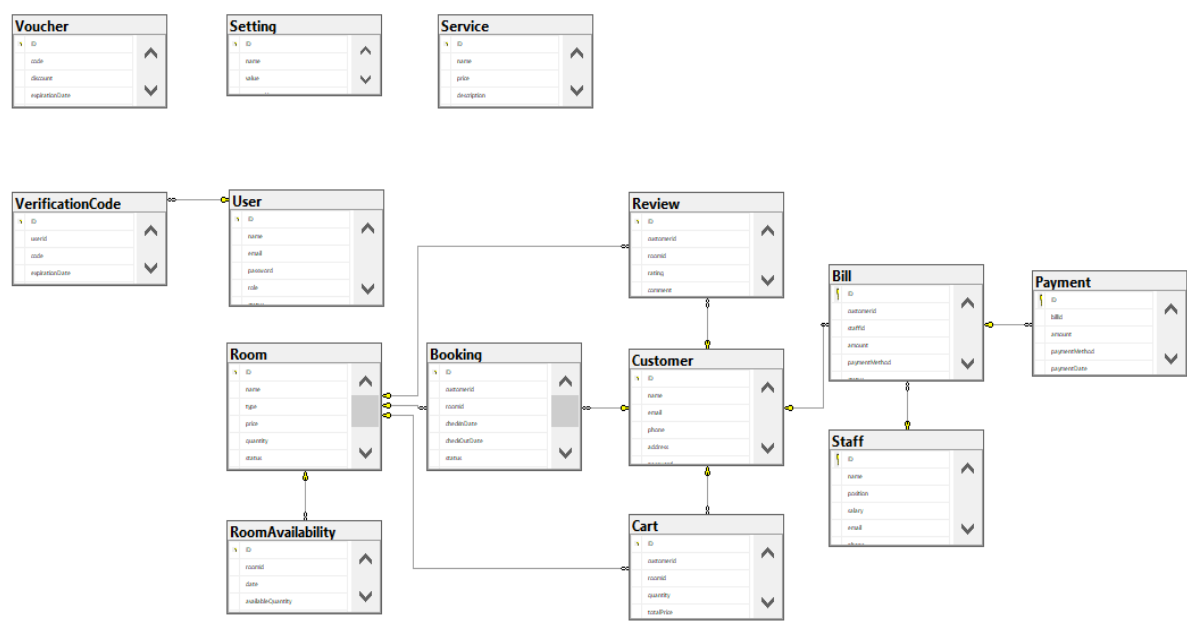 Voucher
ID
code
discount
expirationDate
Setting
ID
name
value
Service
ID
name
price
description
VerificationCode
ID
userId
code
expirationDate
User
ID
name
email
password
role
Review
ID
customerId
roomId
rating
comment
Bill
ID
customerId
staffId
amount
paymentMethod
status
Payment
ID
billId
amount
paymentMethod
paymentDate
Room
ID
name
type
price
quantity
status
Booking
ID
customerId
roomId
checkInDate
checkOutDate
status
Customer
ID
name
email
phone
address
Staff
ID
name
position
salary
email
phone
RoomAvailability
ID
roomId
date
availableQuantity
Cart
ID
customerId
roomId
quantity
totalPrice